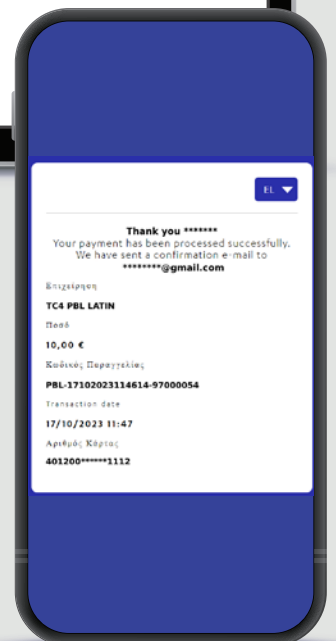 EL
Thank you *******
Your payment has been processed successfully.
We have sent a confirmation e-mail to
********@gmail.com
Επιχείρηση
TC4 PBL LATIN
Ποσό
10,00 €
Κωδικός Παραγγελίας
PBL-17102023114614-97000054
Transaction date
17/10/2023 11:47
Αριθμός Κάρτας
401200******1112